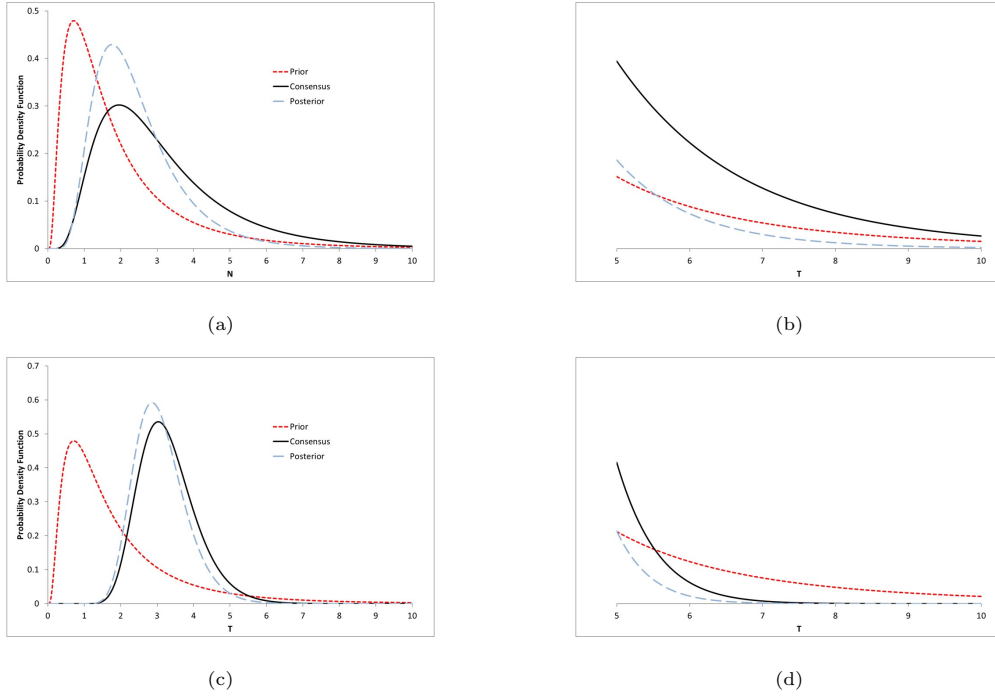 0.5
0.4
0.3
0.2
0.1
0
Probability Density Function
Prior
Consensus
Posterior
0 1 2 3 4 5 6 7 8 9 10
N
5 6 7 8 9 10
T
(a)
(b)
0.7
0.6
0.5
0.4
0.3
0.2
0.1
0
Probability Density Function
Prior
Consensus
Posterior
0 1 2 3 4 5 6 7 8 9 10
T
5 6 7 8 9 10
T
(c)
(d)